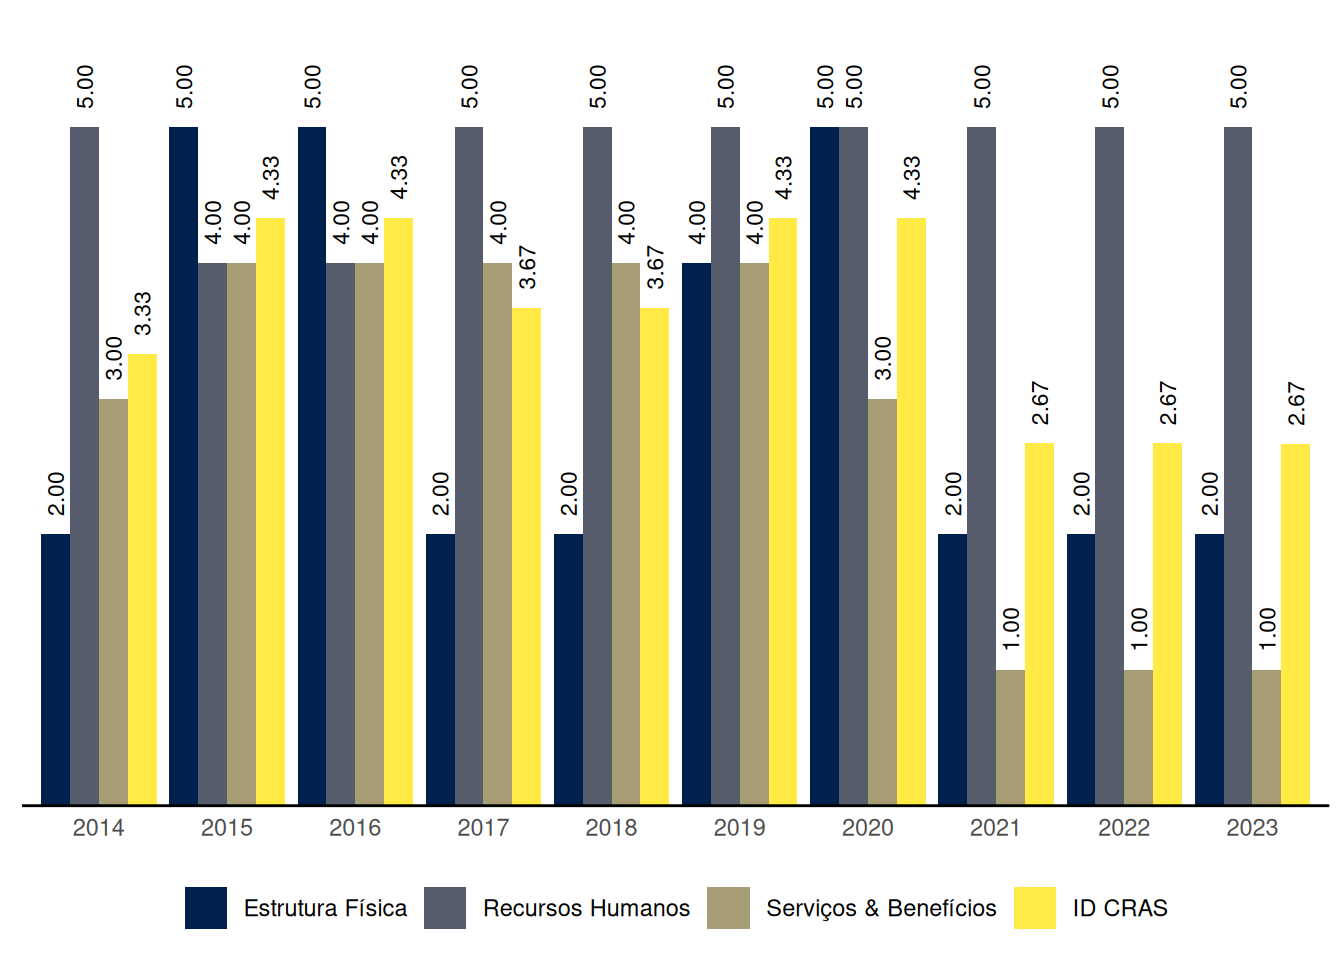 5.00 5.00 5.00 5.00 5.00 5.00 5.00 5.00 5.00 5.00 5.00
4.33 4.33 4.33 4.33
4.00 4.00 4.00 4.00 4.00 4.00 4.00 4.00
3.67 3.67
3.33
3.00 3.00
2.67 2.67 2.67
2.00 2.00 2.00 2.00 2.00 2.00
1.00 1.00 1.00
2014 2015 2016 2017 2018 2019 2020 2021 2022 2023
Estrutura Física Recursos Humanos Serviços & Benefícios ID CRAS